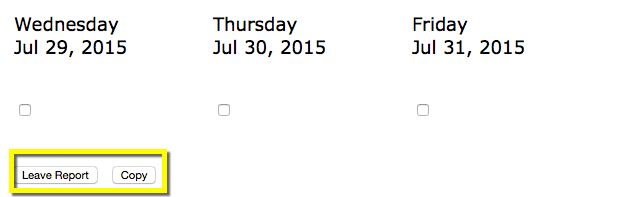 Wednesday Thursday Friday
Jul 29, 2015 Jul 30, 2015 Jul 31, 2015
Leave Report Copy